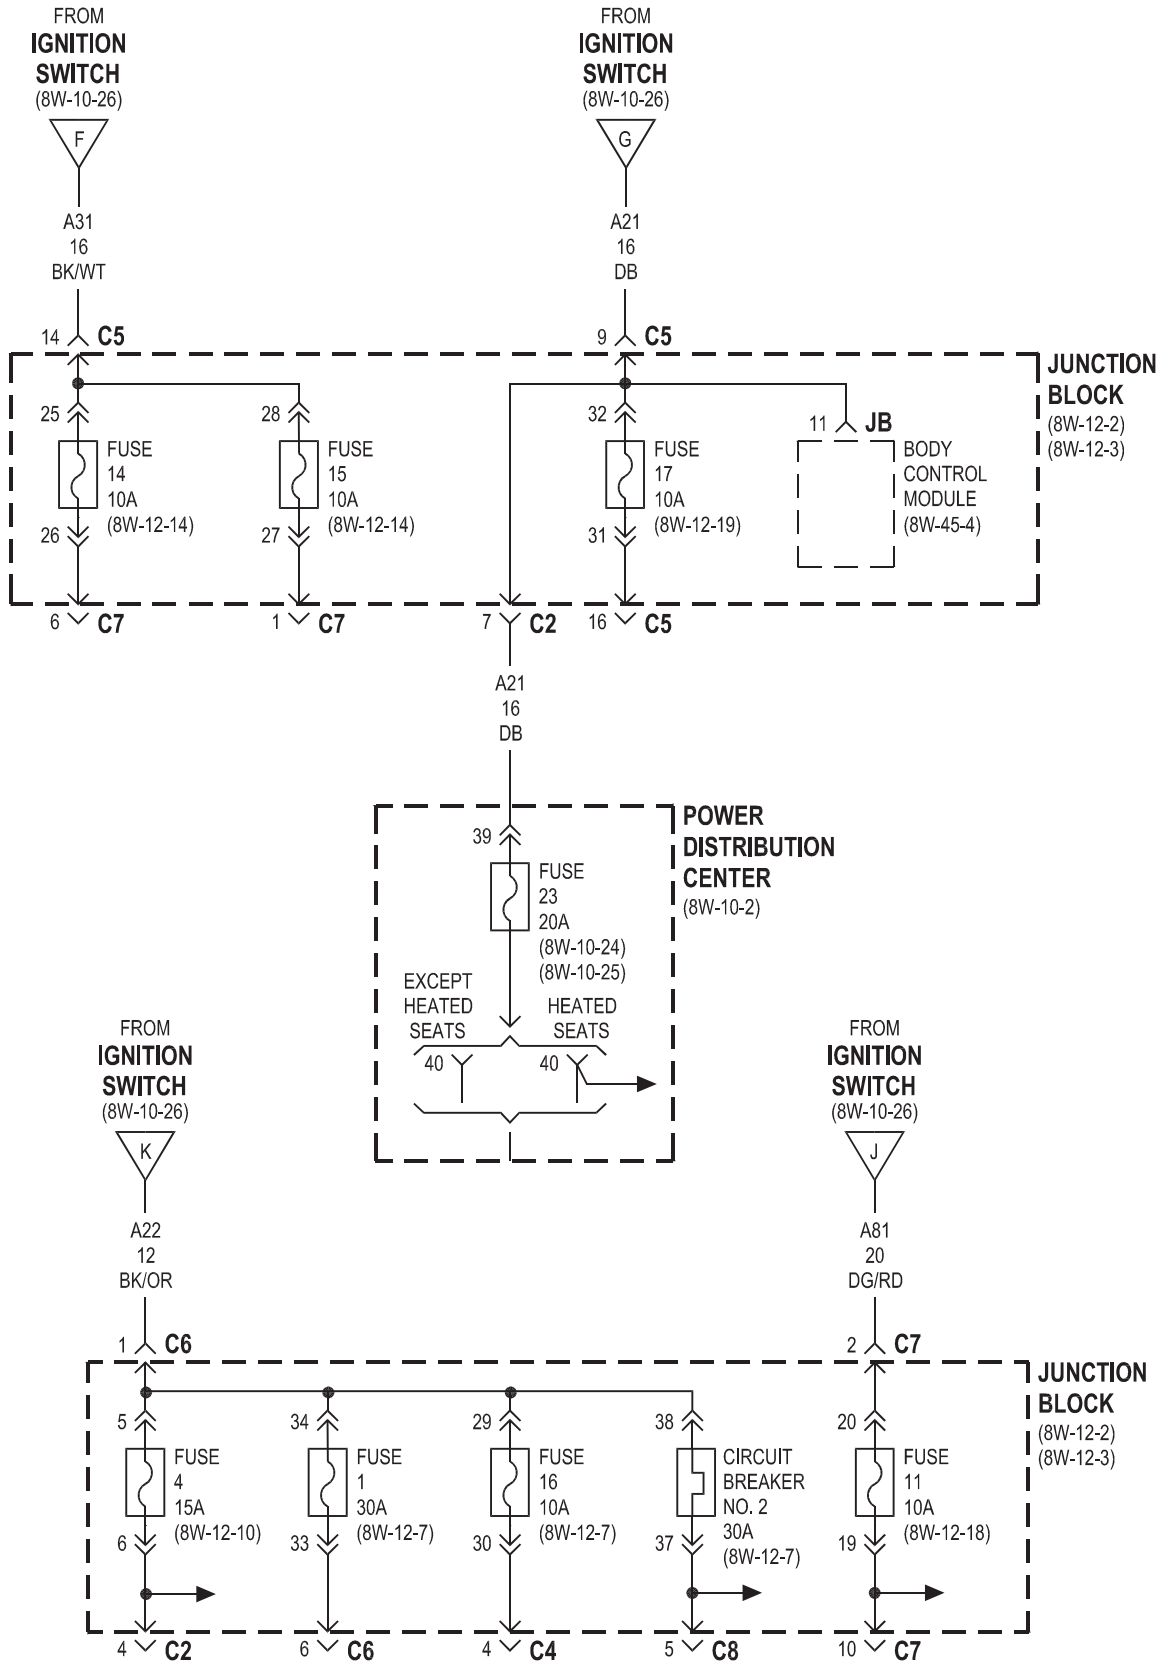 FROM
IGNITION
SWITCH
(8W-10-26)
F
A31
16
BK/WT
14 C5
FROM
IGNITION
SWITCH
(8W-10-26)
G
A21
16
DB
9 C5
JUNCTION
BLOCK
(8W-12-2)
(8W-12-3)
25
FUSE
14
10A
(8W-12-14)
26
6 C7
28
FUSE
15
10A
(8W-12-14)
27
1 C7
32
FUSE
17
10A
(8W-12-19)
31
16 C5
11 JB
BODY
CONTROL
MODULE
(8W-45-4)
7 C2
A21
16
DB
POWER
DISTRIBUTION
CENTER
(8W-10-2)
39
FUSE
23
20A
(8W-10-24)
(8W-10-25)
EXCEPT
HEATED
SEATS
40
HEATED
SEATS
40
FROM
IGNITION
SWITCH
(8W-10-26)
K
A22
12
BK/OR
1 C6
FROM
IGNITION
SWITCH
(8W-10-26)
J
A81
20
DG/RD
2 C7
JUNCTION
BLOCK
(8W-12-2)
(8W-12-3)
5
FUSE
4
15A
(8W-12-10)
6
4 C2
34
FUSE
1
30A
(8W-12-7)
33
6 C6
29
FUSE
16
10A
(8W-12-7)
30
4 C4
38
CIRCUIT
BREAKER
NO. 2
30A
(8W-12-7)
37
5 C8
20
FUSE
11
10A
(8W-12-18)
19
10 C7